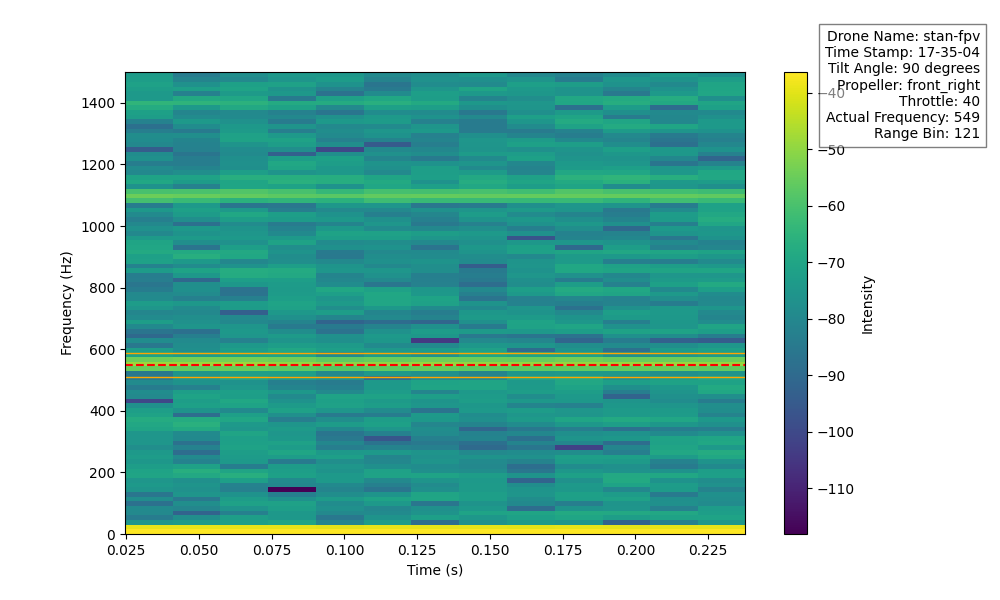 Drone Name: stan-fpv
Time Stamp: 17-35-04
Tilt Angle: 90 degrees
Propeller: front_right
Throttle: 40
Actual Frequency: 549
Range Bin: 121
1400
1200
1000
800
600
400
200
0
Frequency (Hz)
0.025 0.050 0.075 0.100 0.125 0.150 0.175 0.200 0.225
Time (s)
−40
−50
−60
−70
−80
−90
−100
−110
Intensity